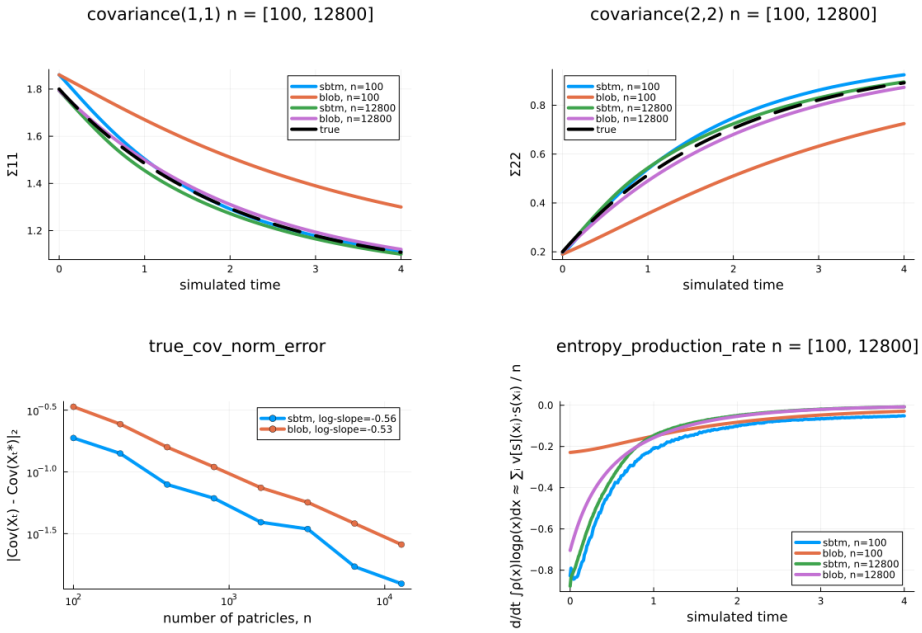 covariance(1,1) n = [100, 12800]
Σ11
1.8
1.6
1.4
1.2
sbtm, n=100
blob, n=100
sbtm, n=12800
blob, n=12800
true
0 1 2 3 4
simulated time
covariance(2,2) n = [100, 12800]
Σ22
0.8
0.6
0.4
0.2
sbtm, n=100
blob, n=100
sbtm, n=12800
blob, n=12800
true
0 1 2 3 4
simulated time
true_cov_norm_error
|Cov(Xₜ) - Cov(Xₜ*)|₂
10⁻⁰·⁵
10⁻¹·⁰
10⁻¹·⁵
sbtm, log-slope=-0.56
blob, log-slope=-0.53
10² 10³ 10⁴
number of patricles, n
entropy_production_rate n = [100, 12800]
d/dt ∫ρ(x)logρ(x)dx ≈ ∑ᵢ v[s](xᵢ)·s(xᵢ) / n
0.0
−0.2
−0.4
−0.6
−0.8
sbtm, n=100
blob, n=100
sbtm, n=12800
blob, n=12800
0 1 2 3 4
simulated time